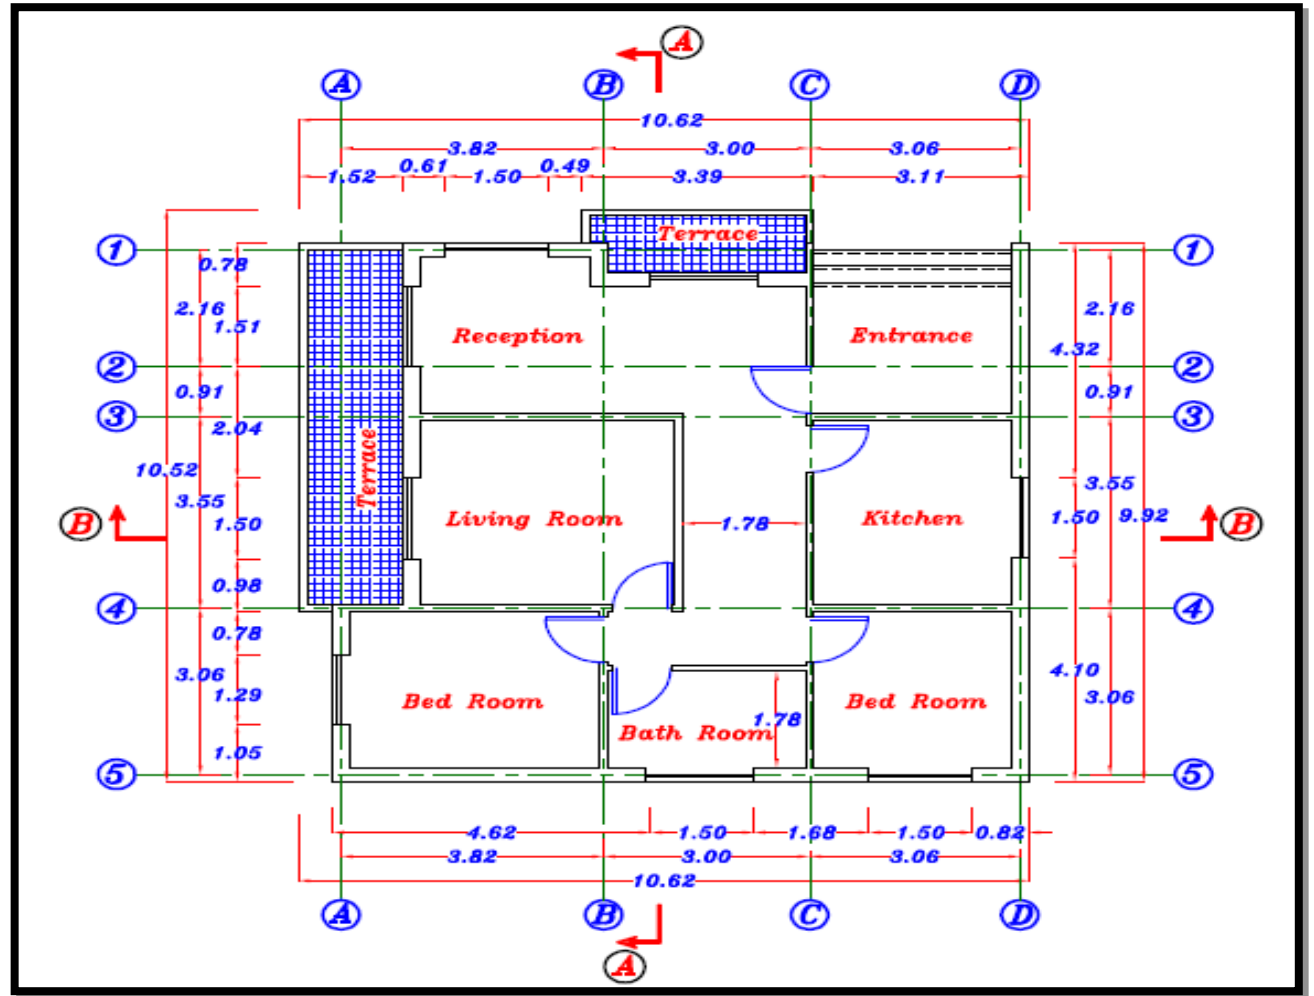 A
A B C D
10.62
3.82 3.00 3.06
0.61 0.49
1.52 1.50 3.39 3.11
Terrace
1 1
0.78
2.16 2.16
1.51
Reception Entrance
4.32
2 2
0.91 0.91
3 3
2.04
Terrace
10.52
3.55 3.55
B 1.50 Living Room 1.78 Kitchen 1.50 9.92 B
0.98
4 4
0.78
3.06 4.10
1.29 3.06
Bed Room Bed Room
1.78
Bath Room
1.05
5 5
4.62 1.50 1.68 1.50 0.82
3.82 3.00 3.06
10.62
A B C D
A